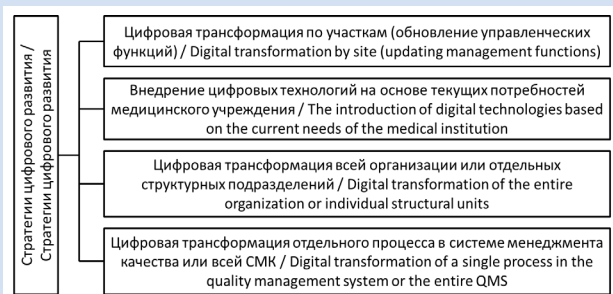 Стратегии цифрового развития /
Стратегии цифрового развития
Цифровая трансформация по участкам (обновление управленческих
функций) / Digital transformation by site (updating management functions)
Внедрение цифровых технологий на основе текущих потребностей
медицинского учреждения / The introduction of digital technologies based
on the current needs of the medical institution
Цифровая трансформация всей организации или отдельных
структурных подразделений / Digital transformation of the entire
organization or individual structural units
Цифровая трансформация отдельного процесса в системе менеджмента
качества или всей СМК / Digital transformation of a single process in the
quality management system or the entire QMS